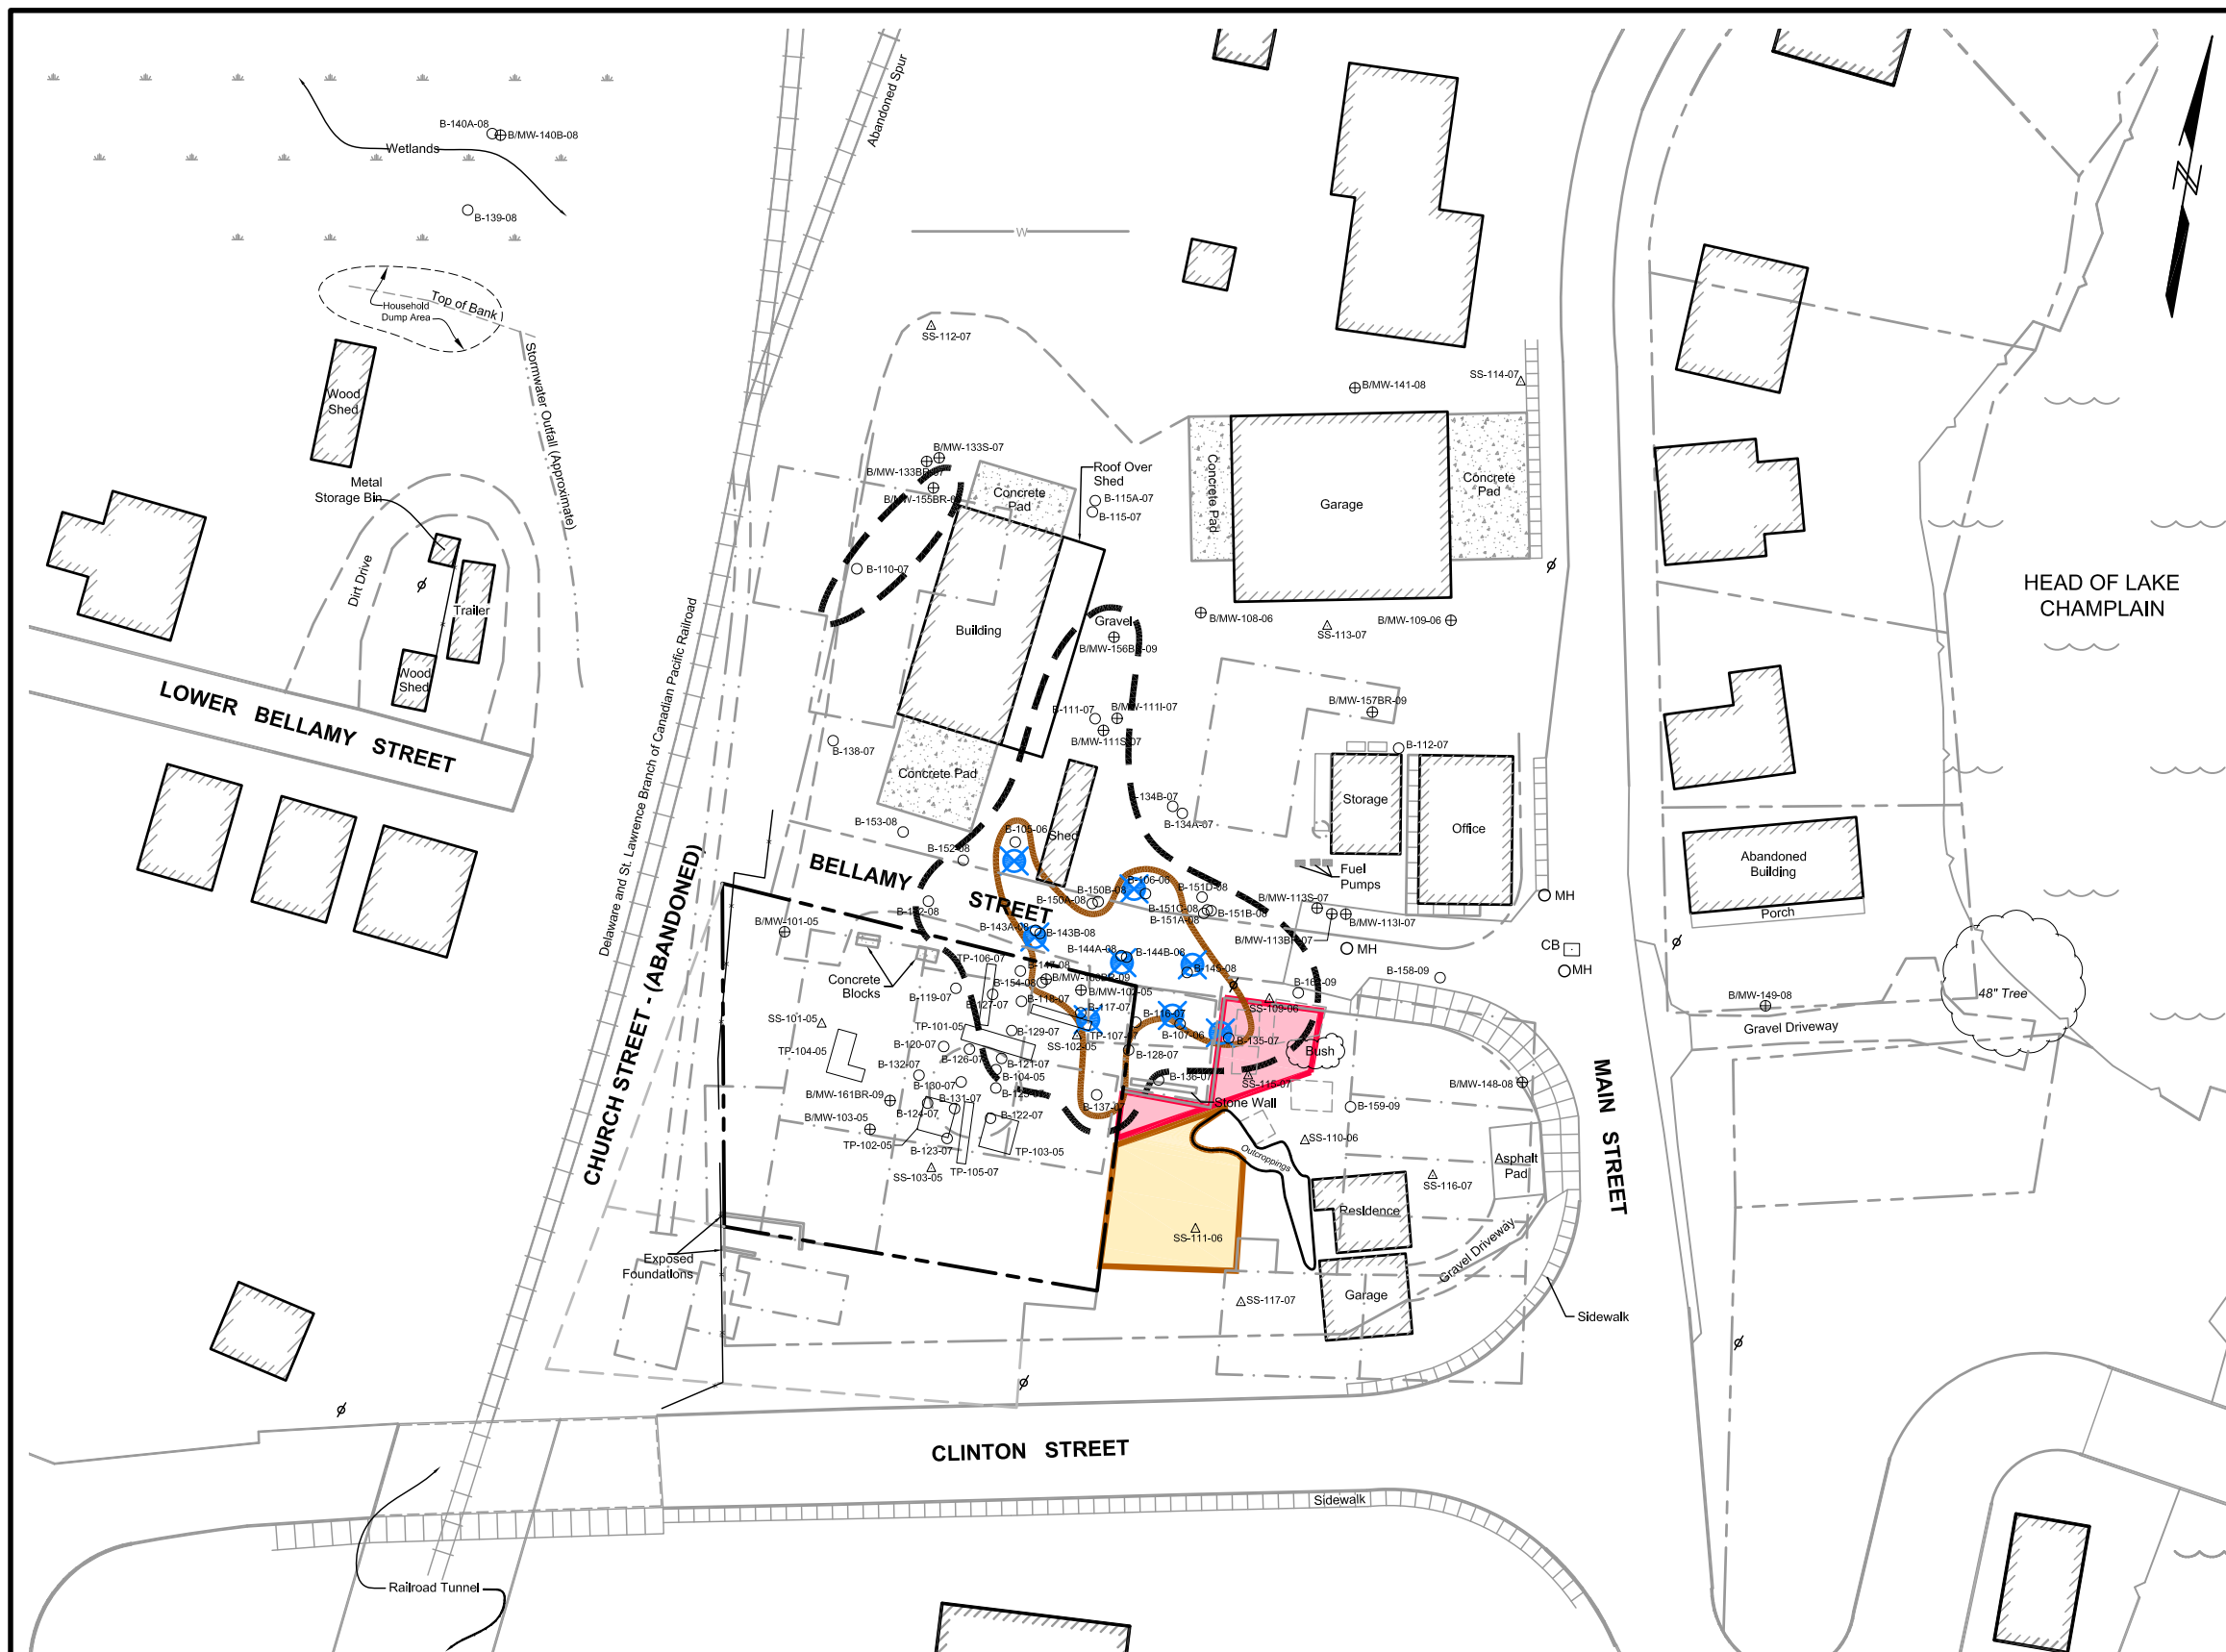 Abandoned Spur
B-140A-08
B/MW-140B-08
Wetlands
B-139-08
W
Top of Bank
Household
Dump Area
Stormwater Outfall (Approximate)
Wood
Shed
Metal
Storage Bin
Dirt Drive
Trailer
Wood
Shed
LOWER BELLAMY STREET
Delaware and St. Lawrence Branch of Canadian Pacific Railroad
CHURCH STREET - (ABANDONED)
SS-112-07
B/MW-141-08
SS-114-07
B/MW-133S-07
B/MW-133BR-07
Concrete
Pad
Roof Over
Shed
B-115A-07
B-115-07
Concrete Pad
Garage
Concrete
Pad
B-110-07
Building
Gravel
B/MW-156BR-09
B/MW-108-06
SS-113-07
B/MW-109-06
HEAD OF LAKE
CHAMPLAIN
B-111-07
B/MW-111I-07
B/MW-111S-07
B/MW-157BR-09
B-112-07
B-138-07
Concrete Pad
B-134A-07
Storage
Office
Shed
B-153-08
B-105-06
B-152-08
BELLAMY
STREET
Fuel
Pumps
Abandoned
Building
Porch
B-150B-08
B-150A-08
B-106-06
B-151D-08
B-151C-08
B-151B-08
B-151A-08
B/MW-113S-07
B/MW-113I-07
B/MW-113BR-07
MH
MH
CB
MH
B/MW-101-05
B-143A-08
B-143B-08
B-144A-08
B-144B-08
B-145-08
Concrete
Blocks
TP-106-07
B-147-08
B-154-08
B/MW-102-05
B-158-09
B-119-07
B-127-07
B-118-07
B-117-07
SS-109-06
B/MW-149-08
48" Tree
Gravel Driveway
SS-101-05
TP-101-05
B-129-07
TP-107-07
SS-102-05
B-116-07
B-107-06
B-135-07
Bush
TP-104-05
B-120-07
B-126-07
B-121-07
B-128-07
B-132-07
B-104-05
B-136-07
B/MW-148-08
B/MW-161BR-09
B-130-07
B-131-07
B-137-07
Stone Wall
B-159-09
B/MW-103-05
B-124-07
B-122-07
TP-102-05
B-123-07
TP-103-05
SS-110-06
Outcroppings
SS-103-05
TP-105-07
SS-116-07
Asphalt
Pad
MAIN STREET
SS-111-06
Residence
Exposed
Foundations
Gravel Driveway
SS-117-07
Garage
Sidewalk
CLINTON STREET
Sidewalk
Railroad Tunnel